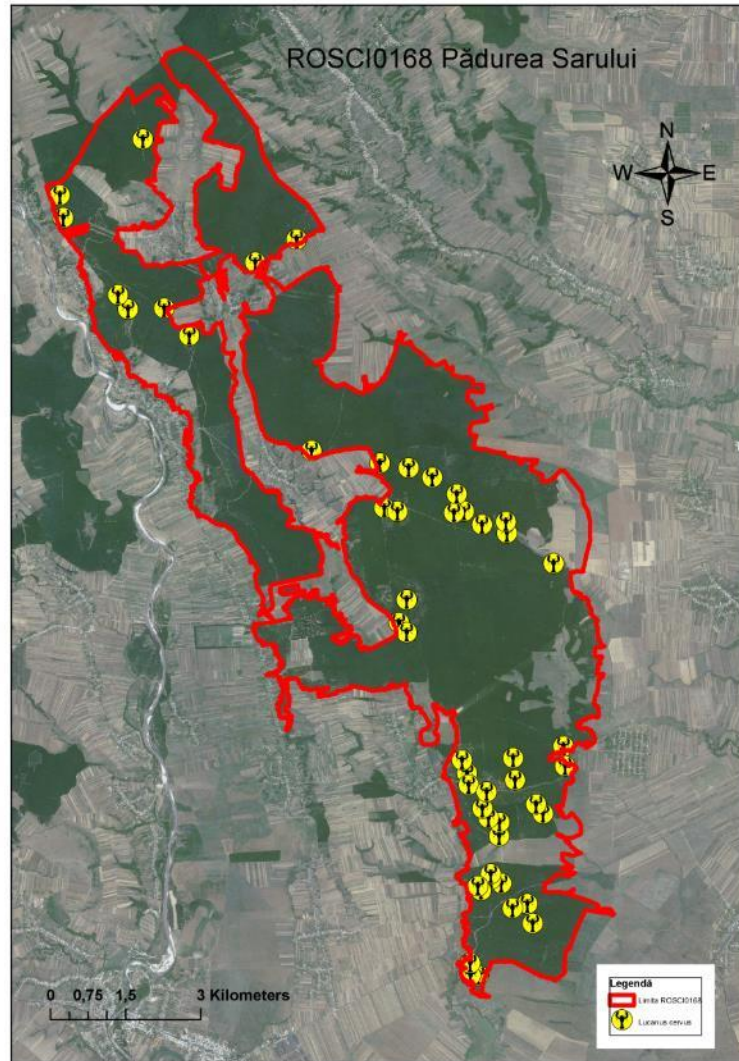 ROSCI0168 Pădurea Sarului
N
W E
S
0 0,75 1,5 3 Kilometers
Legendă
Limita ROSCI0168
Lucanus cervus